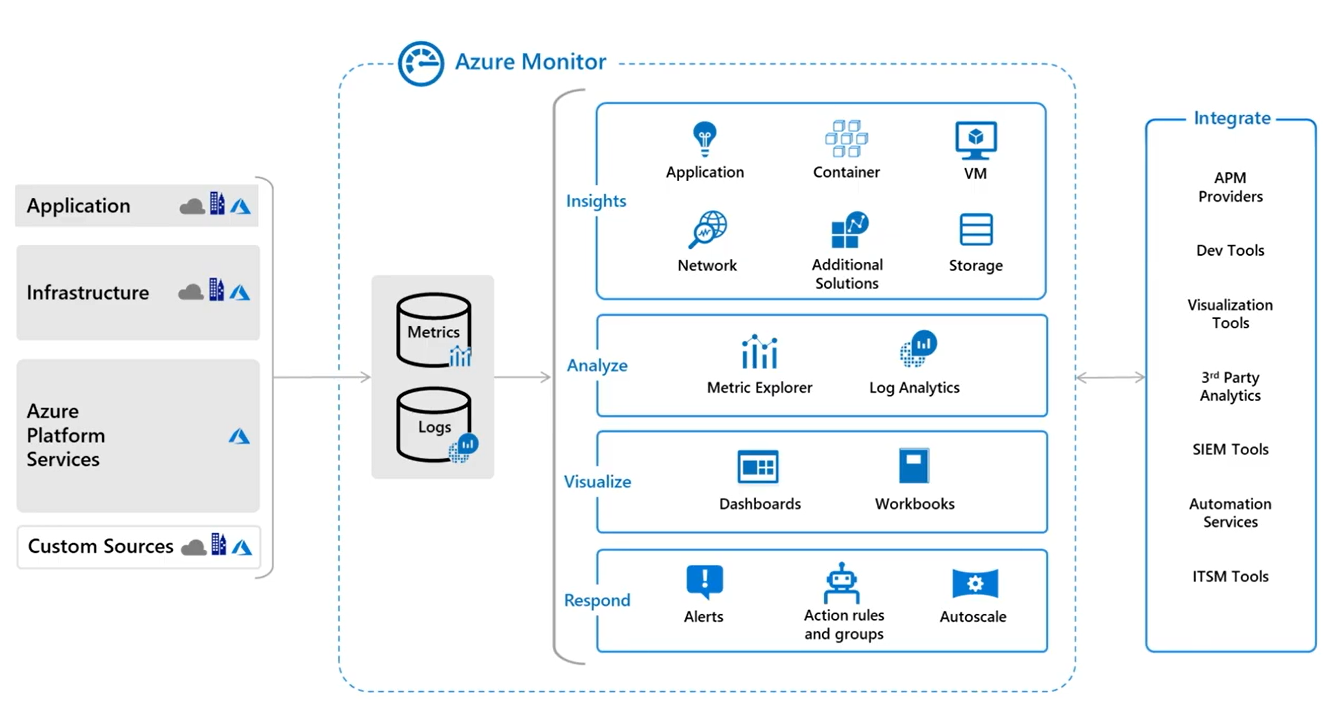 Azure Monitor
Application
Infrastructure
Azure
Platform
Services
Custom Sources
Metrics
Logs
Insights
Application
Container
VM
Network
Additional
Solutions
Storage
Analyze
Metric Explorer
Log Analytics
Visualize
Dashboards
Workbooks
Respond
Alerts
Action rules
and groups
Autoscale
Integrate
APM
Providers
Dev Tools
Visualization
Tools
3rd Party
Analytics
SIEM Tools
Automation
Services
ITSM Tools